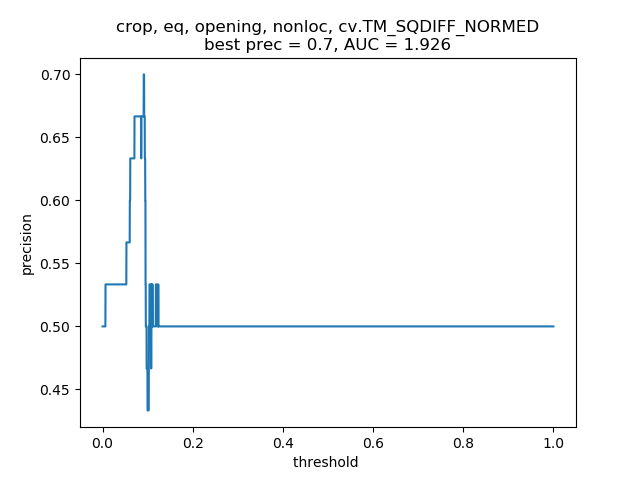 crop, eq, opening, nonloc, cv.TM_SQDIFF_NORMED
best prec = 0.7, AUC = 1.926
0.70
0.65
0.60
0.55
0.50
0.45
precision
0.0 0.2 0.4 0.6 0.8 1.0
threshold